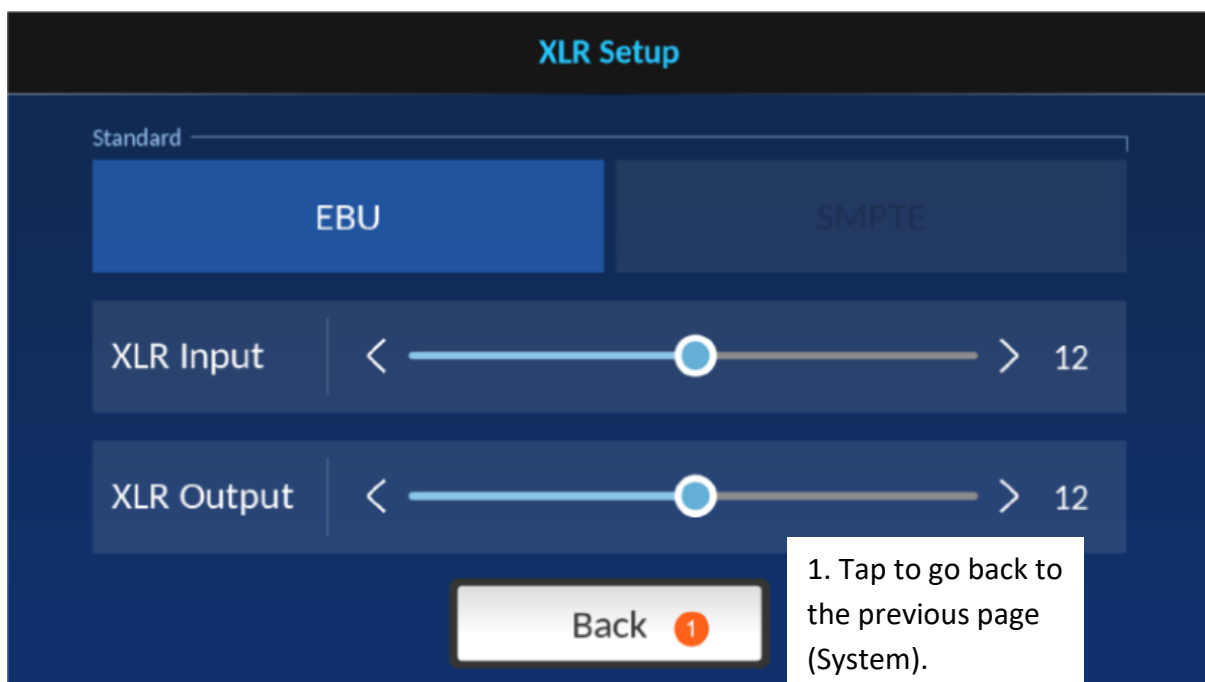 XLR Setup
Standard
EBU
SMPTE
XLR Input
12
XLR Output
12
Back 1
1. Tap to go back to
the previous page
(System).